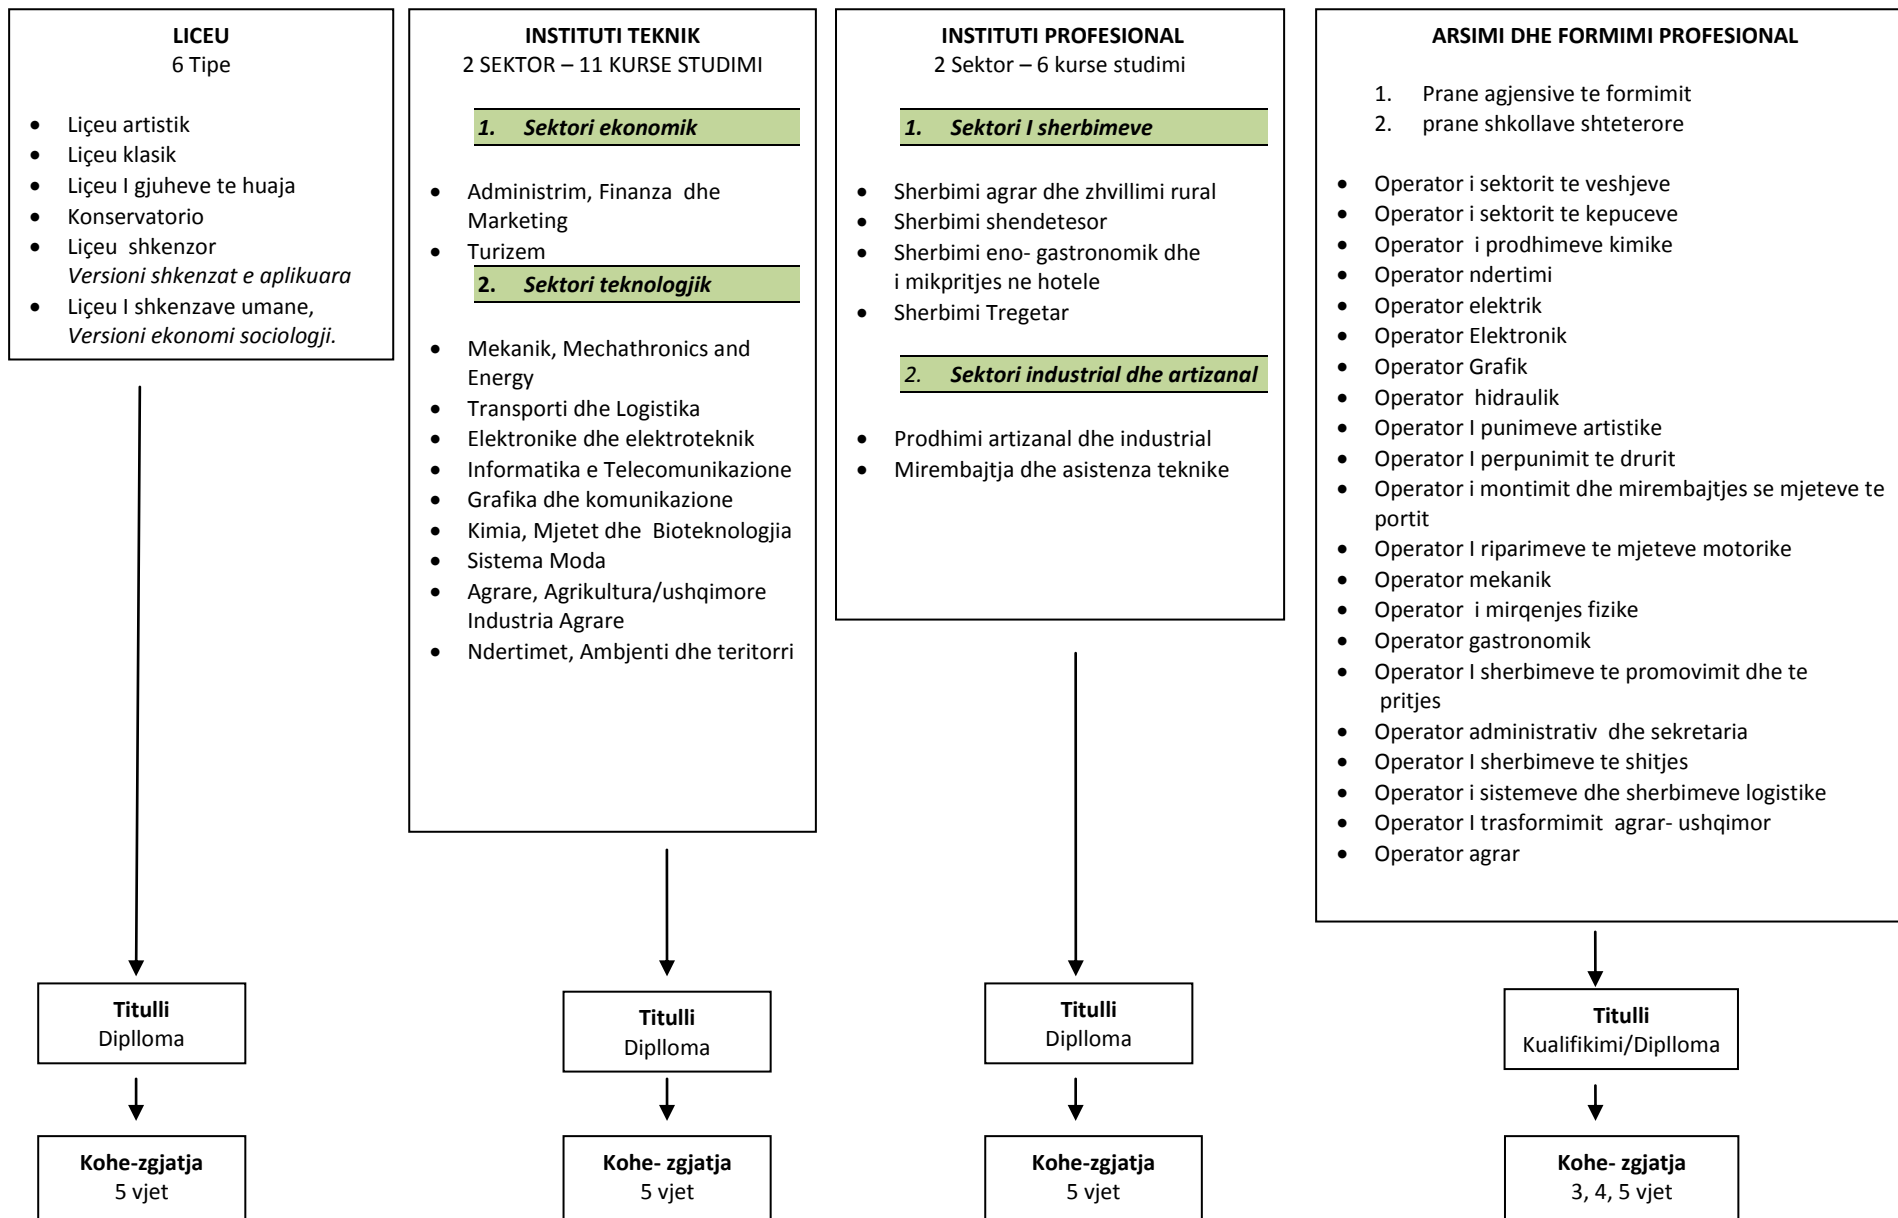 LICEU
6 Tipe
• Liçeu artistik
• Liçeu klasik
• Liçeu I gjuheve te huaja
• Konservatorio
• Liçeu shkenzor
Versioni shkenzat e aplikuara
• Liçeu I shkenzave umane,
Versioni ekonomi sociologji.
Titulli
Diplloma
Kohe-zgjatja
5 vjet
INSTITUTI TEKNIK
2 SEKTOR – 11 KURSE STUDIMI
1. Sektori ekonomik
• Administrim, Finanza dhe
Marketing
• Turizem
2. Sektori teknologjik
• Mekanik, Mechathronics and
Energy
• Transporti dhe Logistika
• Elektronike dhe elektroteknik
• Informatika e Telecomunikazione
• Grafika dhe komunikazione
• Kimia, Mjetet dhe Bioteknologjia
• Sistema Moda
• Agrare, Agrikultura/ushqimore
Industria Agrare
• Ndertimet, Ambjenti dhe teritorri
Titulli
Diplloma
Kohe- zgjatja
5 vjet
INSTITUTI PROFESIONAL
2 Sektor – 6 kurse studimi
1. Sektori I sherbimeve
• Sherbimi agrar dhe zhvillimi rural
• Sherbimi shendetesor
• Sherbimi eno- gastronomik dhe
i mikpritjes ne hotele
• Sherbimi Tregetar
2. Sektori industrial dhe artizanal
• Prodhimi artizanal dhe industrial
• Mirembajtja dhe asistenza teknike
Titulli
Diplloma
Kohe-zgjatja
5 vjet
ARSIMI DHE FORMIMI PROFESIONAL
1. Prane agjensive te formimit
2. prane shkollave shteterore
• Operator i sektorit te veshjeve
• Operator i sektorit te kepuceve
• Operator i prodhimeve kimike
• Operator ndertimi
• Operator elektrik
• Operator Elektronik
• Operator Grafik
• Operator hidraulik
• Operator I punimeve artistike
• Operator I perpunimit te drurit
• Operator i montimit dhe mirembajtjes se mjeteve te
portit
• Operator I riparimeve te mjeteve motorike
• Operator mekanik
• Operator i mirqenjes fizike
• Operator gastronomik
• Operator I sherbimeve te promovimit dhe te
pritjes
• Operator administrativ dhe sekretaria
• Operator I sherbimeve te shitjes
• Operator i sistemeve dhe sherbimeve logistike
• Operator I trasformimit agrar- ushqimor
• Operator agrar
Titulli
Kualifikimi/Diplloma
Kohe- zgjatja
3, 4, 5 vjet